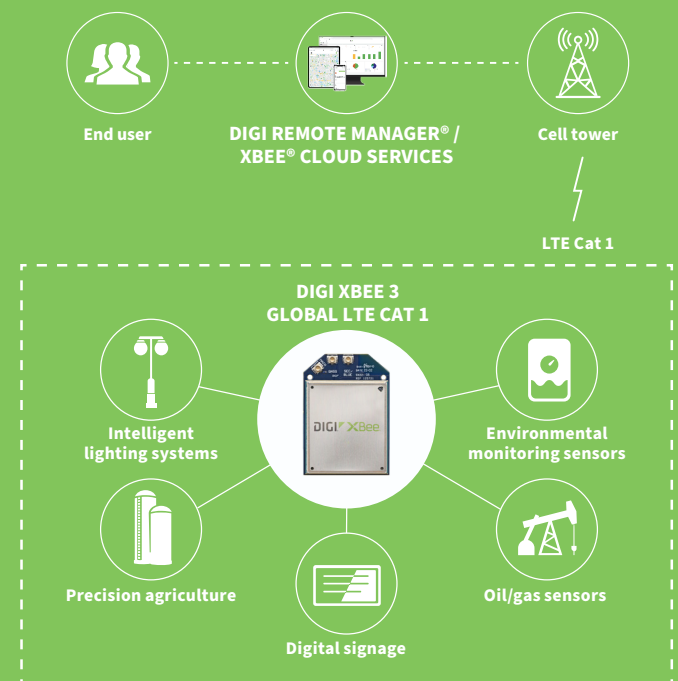 End user
DIGI REMOTE MANAGER® /
XBEE® CLOUD SERVICES
Cell tower
LTE Cat 1
DIGI XBEE 3
GLOBAL LTE CAT 1
DIGI XBee
Intelligent
lighting systems
Environmental
monitoring sensors
Precision agriculture
Oil/gas sensors
Digital signage